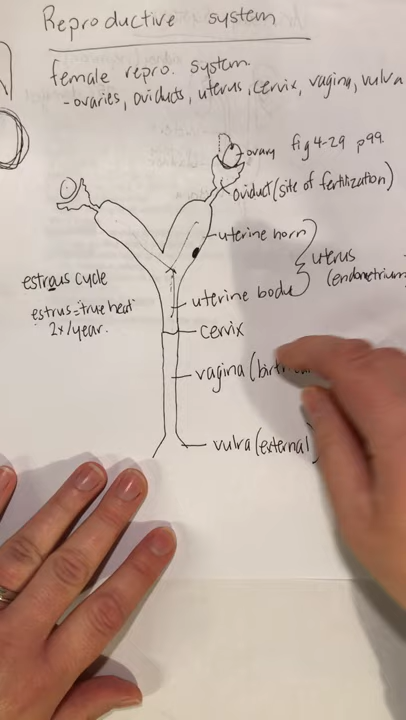 Reproductive system
female repro. system
- ovaries, oviducts, uterus, cervix, vagina, vulva
ovary fig 4-29 p99
oviduct (site of fertilization)
uterine horn
uterus
(endometrium
uterine body
estrous cycle
estrus = true heat
2x/year.
cervix
vagina
vulva (external)